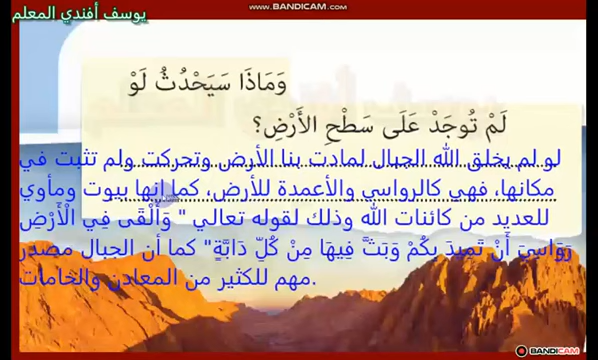 WWW.BANDICAM.COM
يوسف أفندي المعلم
وَمَاذَا سَيَحْدُثُ لَوْ
لَمْ تُوجَدْ عَلَى سَطْحِ الأَرْضِ؟
لو لم يخلق الله الجبال لمادت بنا الأرض وتحركت ولم تثبت في
مكانها، فهي كالرواسي والأعمدة للأرض، كما إنها بيوت ومأوي
للعديد من كائنات الله وذلك لقوله تعالي " وَأَلْقَى فِي الْأَرْضِ
رَوَاسِيَ أَنْ تَمِيدَ بِكُمْ وَبَثَّ فِيهَا مِنْ كُلِّ دَابَّةٍ" كما أن الجبال مصدر
مهم للكثير من المعادن والخامات.
BANDICAM